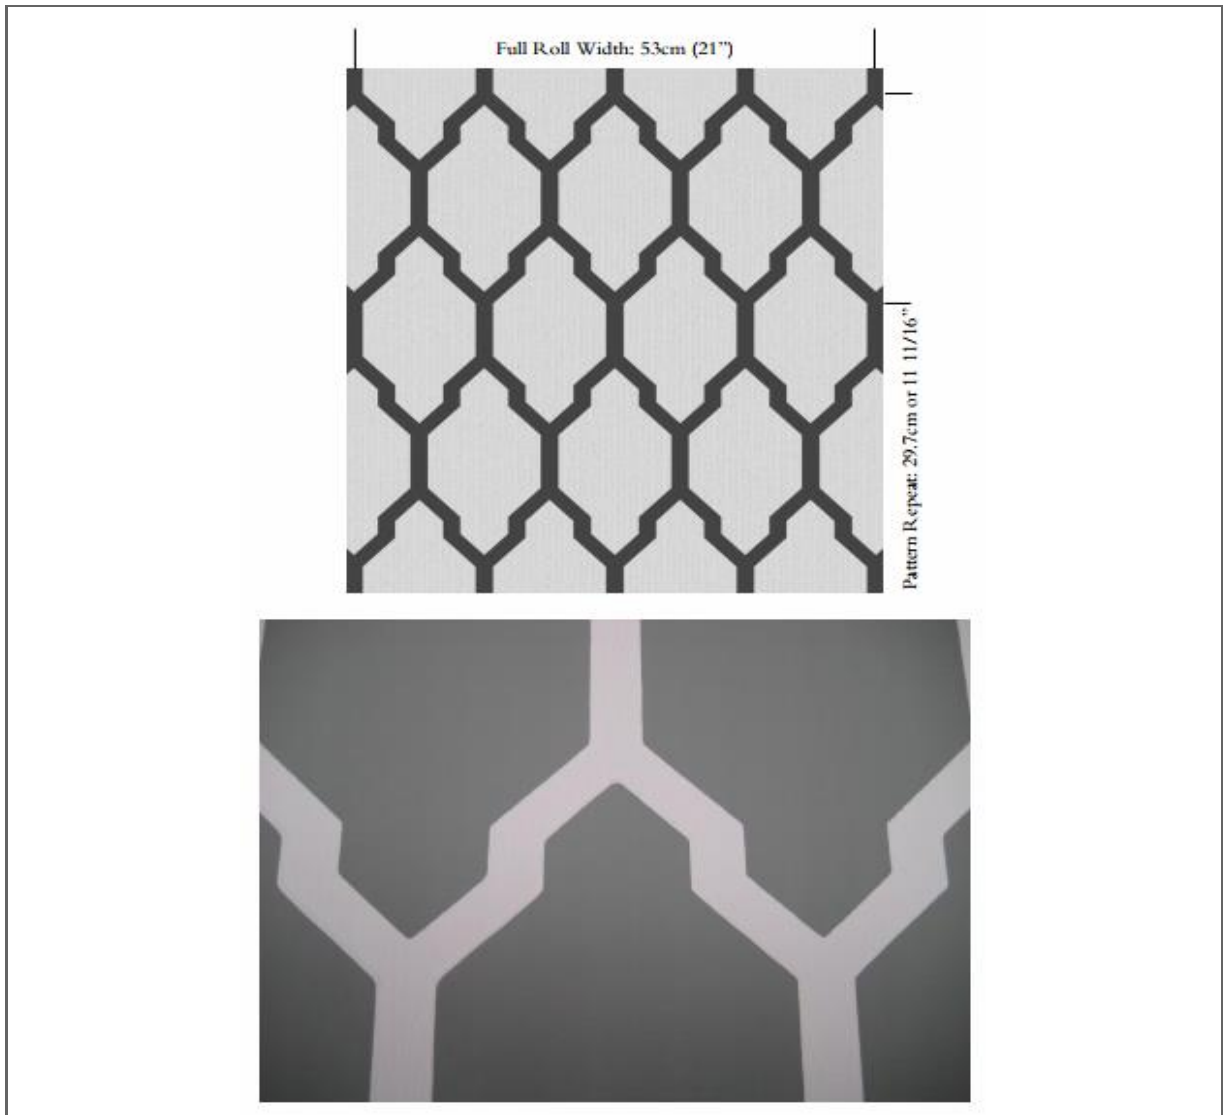 Full Roll Width: 53cm (21”)
Pattern Repeat: 29.7cm or 11 11/16”